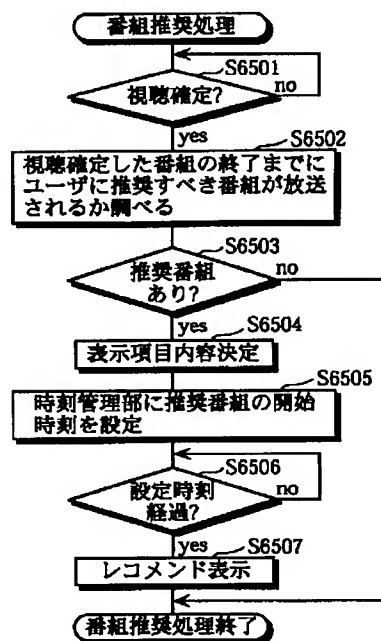 番組推奨処理
S6501
視聴確定?
no
yes
S6502
視聴確定した番組の終了までに
ユーザに推奨すべき番組が放送
されるか調べる
S6503
推奨番組
あり?
no
yes
S6504
表示項目内容決定
S6505
時刻管理部に推奨番組の開始
時刻を設定
S6506
設定時刻
経過?
no
yes
S6507
レコメンド表示
番組推奨処理終了